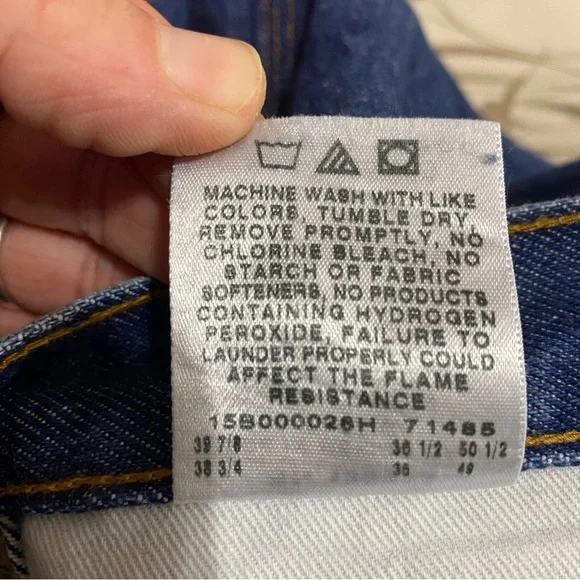 MACHINE WASH WITH LIKE
COLORS, TUMBLE DRY,
REMOVE PROMPTLY, NO
CHLORINE BLEACH, NO
STARCH OR FABRIC
SOFTENERS, NO PRODUCTS
CONTAINING HYDROGEN
PEROXIDE, FAILURE TO
LAUNDER PROPERLY COULD
AFFECT THE FLAME
RESISTANCE
15B000026H 71485
39 7/8 36 1/2 50 1/2
38 3/4 36 49